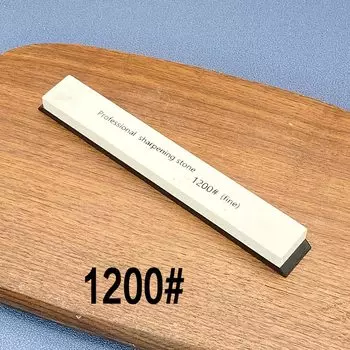 Professional sharpening stone 1200# (fine)
1200#